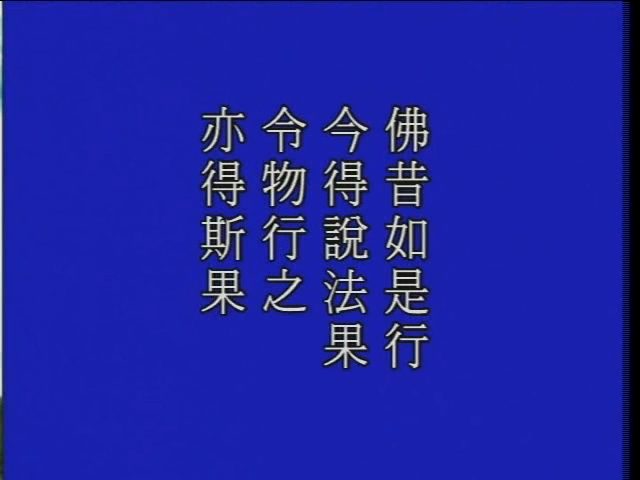 佛昔如是行
今得說法果
令物行之
亦得斯果